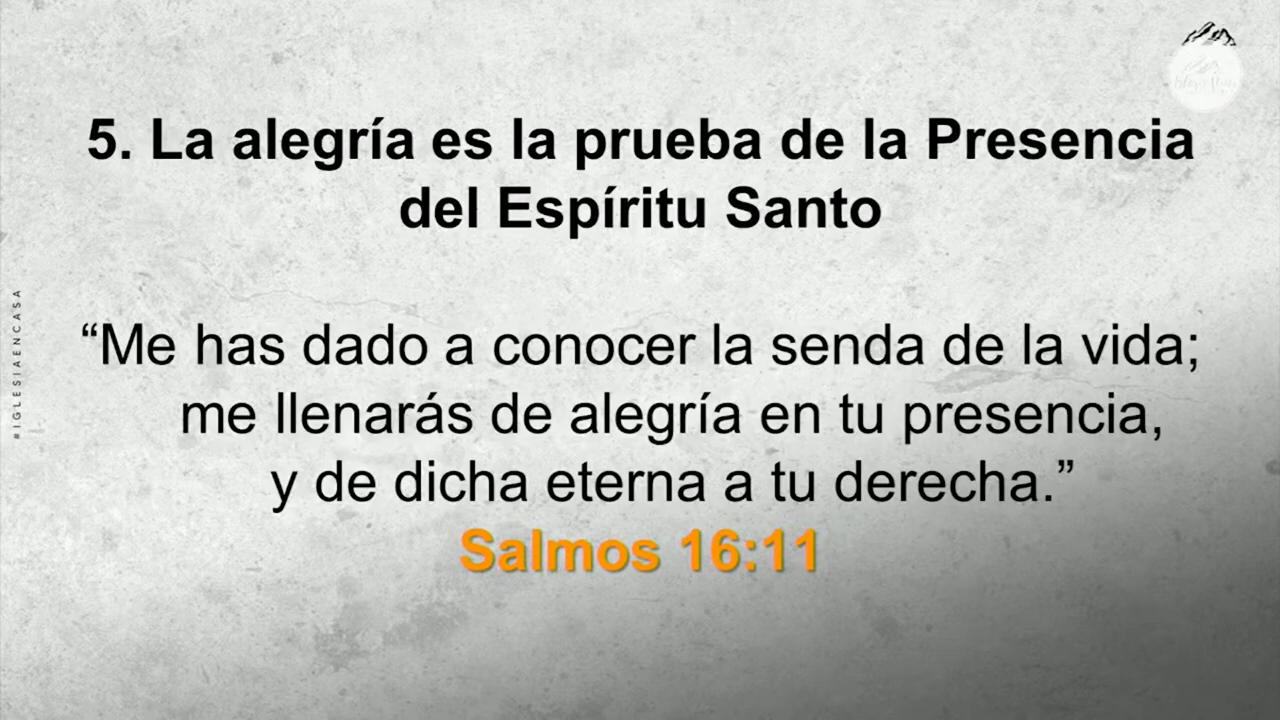 5. La alegría es la prueba de la Presencia
del Espíritu Santo
“Me has dado a conocer la senda de la vida;
me llenarás de alegría en tu presencia,
y de dicha eterna a tu derecha.”
Salmos 16:11
#IGLESIAENCASA